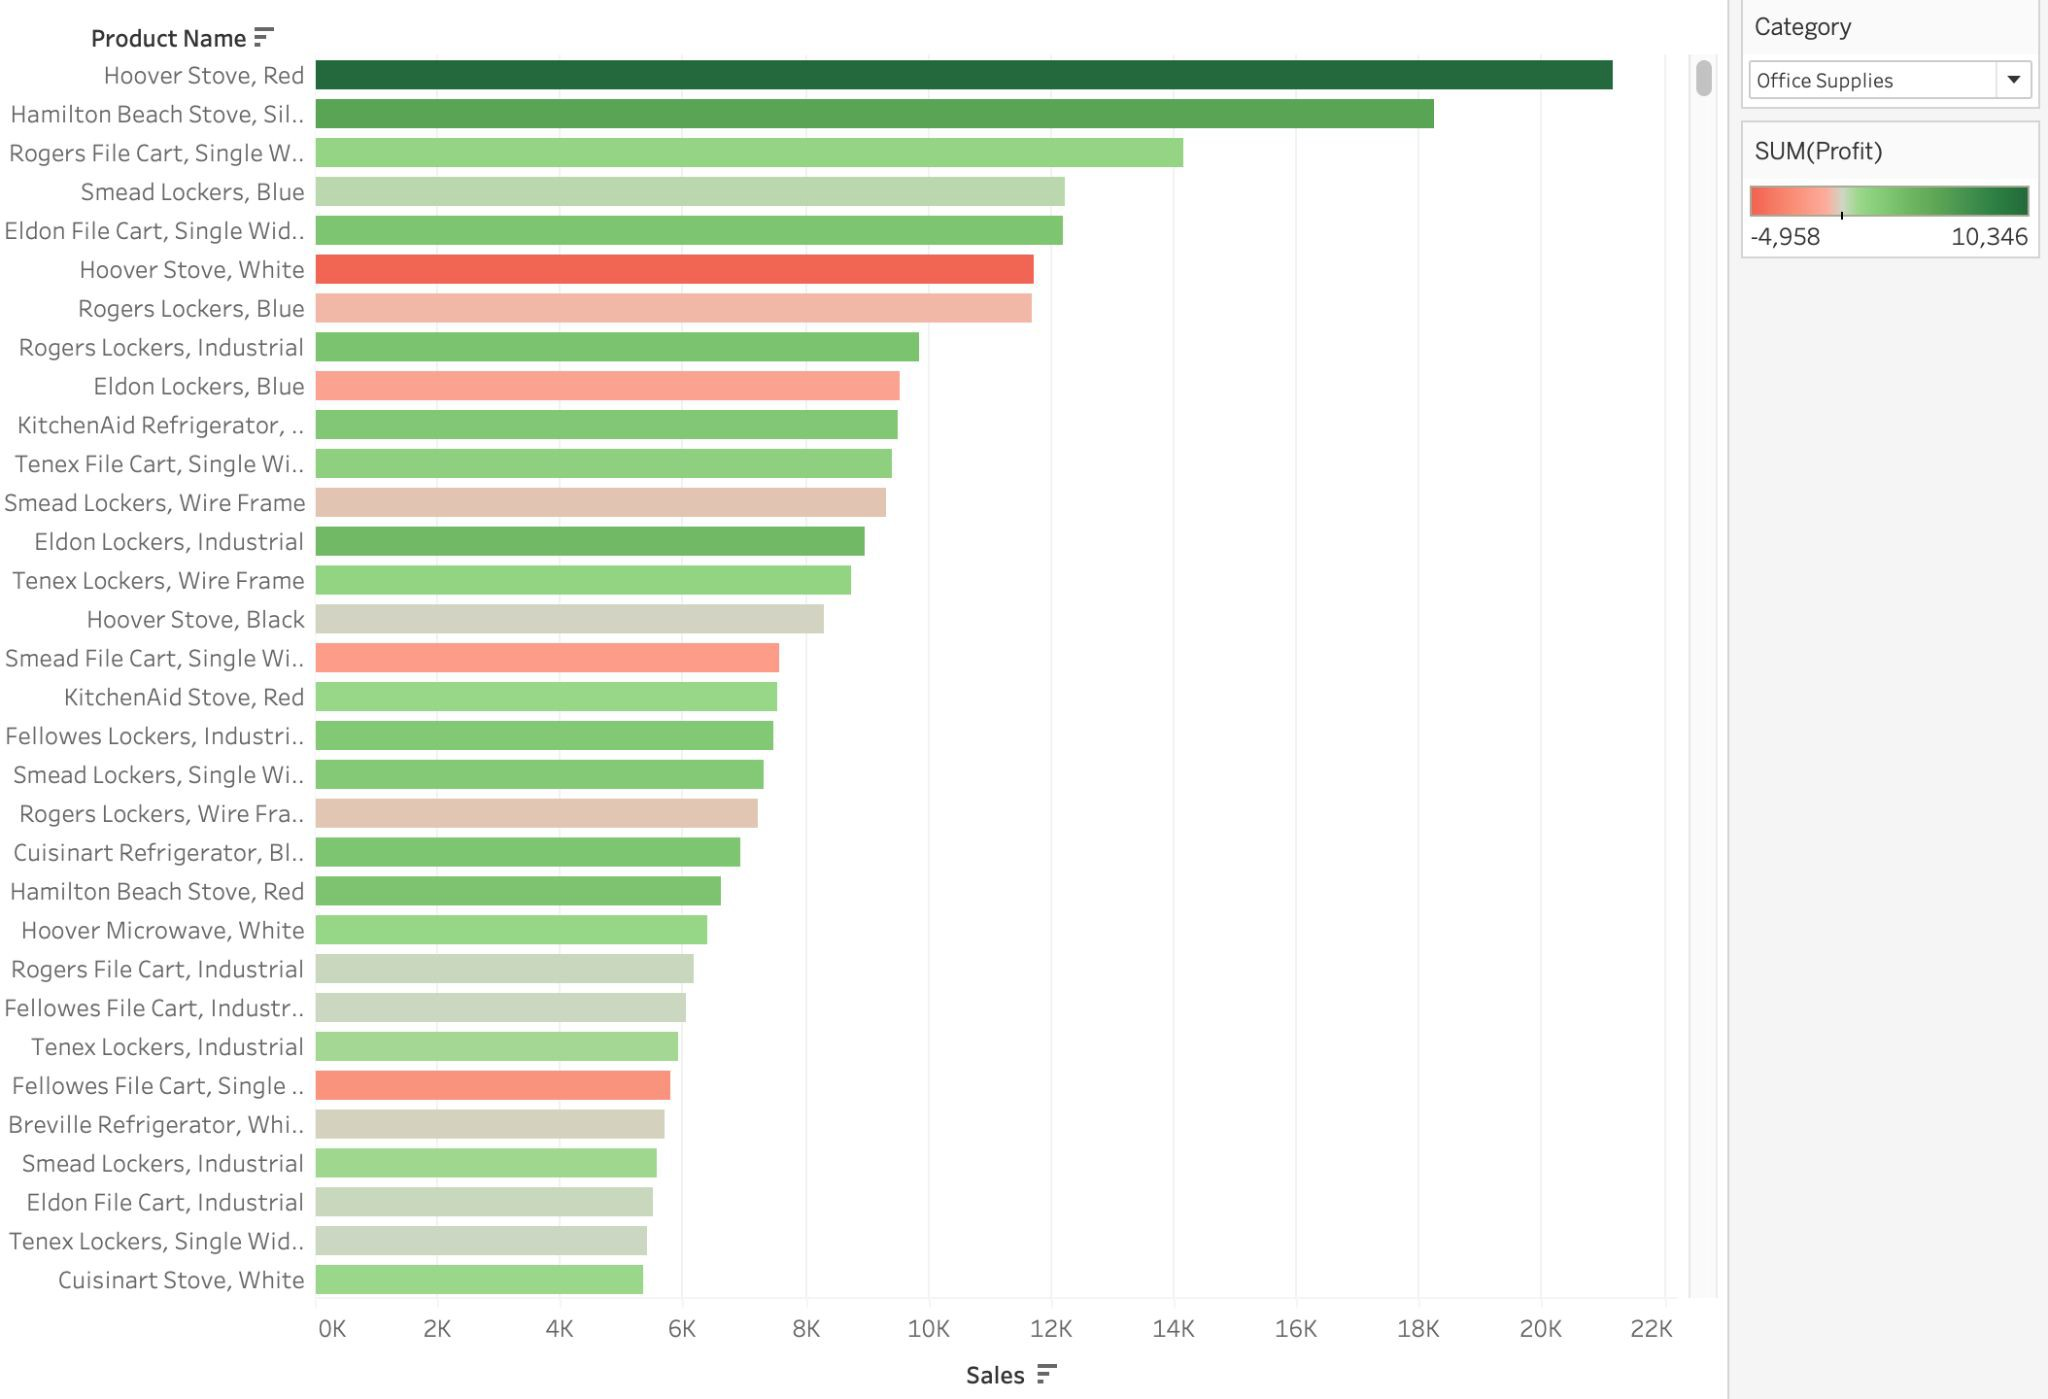 Product Name
Hoover Stove, Red
Hamilton Beach Stove, Sil..
Rogers File Cart, Single W..
Smead Lockers, Blue
Eldon File Cart, Single Wid..
Hoover Stove, White
Rogers Lockers, Blue
Rogers Lockers, Industrial
Eldon Lockers, Blue
KitchenAid Refrigerator, ..
Tenex File Cart, Single Wi..
Smead Lockers, Wire Frame
Eldon Lockers, Industrial
Tenex Lockers, Wire Frame
Hoover Stove, Black
Smead File Cart, Single Wi..
KitchenAid Stove, Red
Fellowes Lockers, Industri..
Smead Lockers, Single Wi..
Rogers Lockers, Wire Fra..
Cuisinart Refrigerator, Bl..
Hamilton Beach Stove, Red
Hoover Microwave, White
Rogers File Cart, Industrial
Fellowes File Cart, Industr..
Tenex Lockers, Industrial
Fellowes File Cart, Single ..
Breville Refrigerator, Whi..
Smead Lockers, Industrial
Eldon File Cart, Industrial
Tenex Lockers, Single Wid..
Cuisinart Stove, White
0K 2K 4K 6K 8K 10K 12K 14K 16K 18K 20K 22K
Sales
Category
Office Supplies
SUM(Profit)
-4,958 10,346